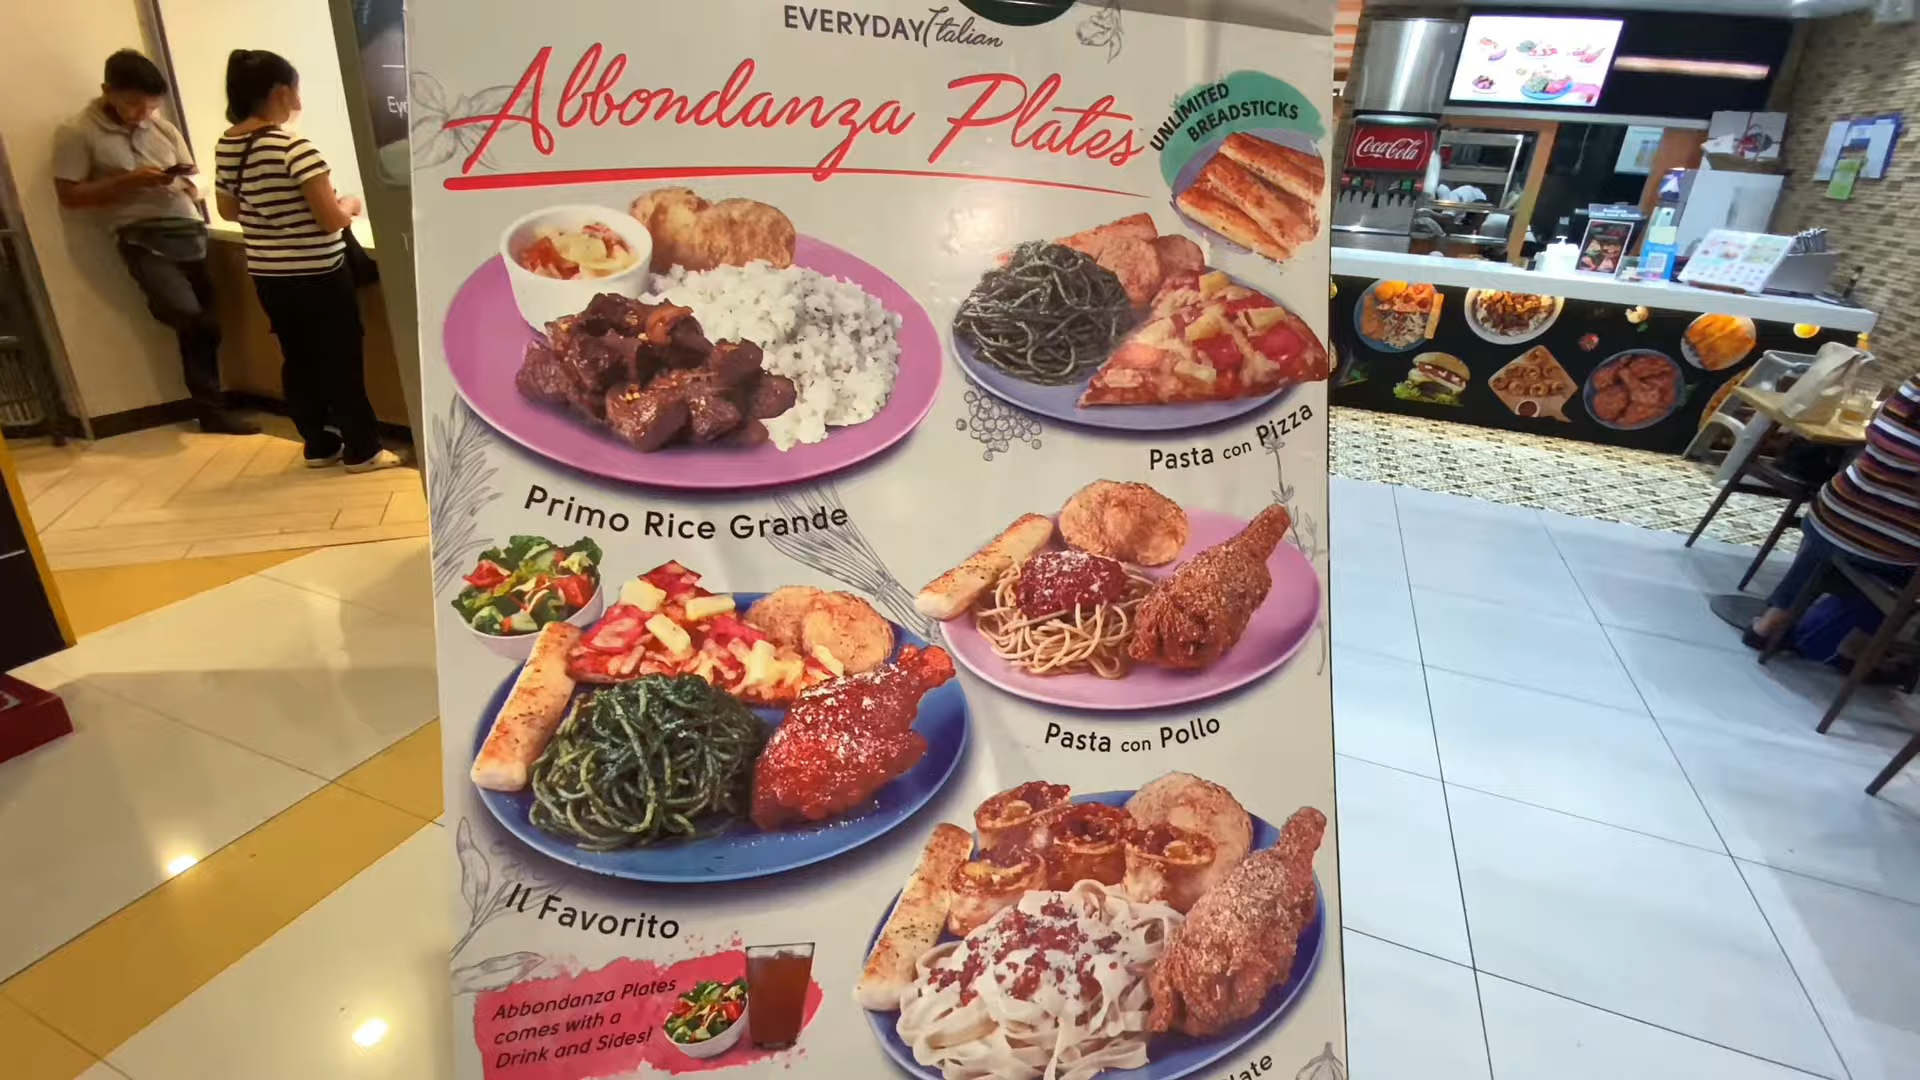 EVERYDAY Italian
Abbondanza Plates
UNLIMITED
BREADSTICKS
Coca-Cola
Pasta con Pizza
Primo Rice Grande
Pasta con Pollo
Il Favorito
Abbondanza Plates
comes with a
Drink and Sides!